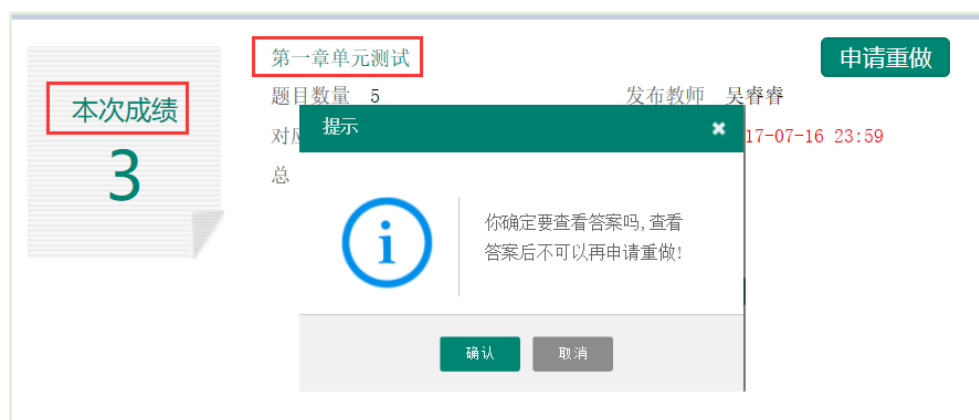 第一章单元测试
申请重做
本次成绩
3
题目数量 5
发布教师 吴睿睿
提示
17-07-16 23:59
总
你确定要查看答案吗,查看
答案后不可以再申请重做!
确认
取消